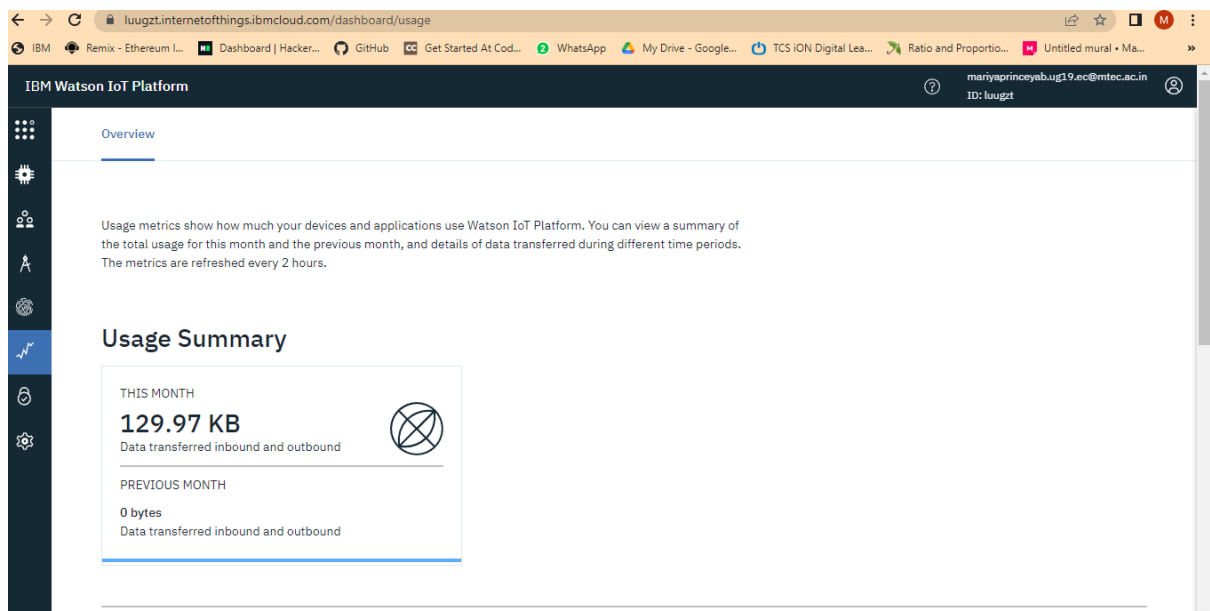 luugzt.internetofthings.ibmcloud.com/dashboard/usage
M
IBM Remix - Ethereum I... Dashboard | Hacker... GitHub CC Get Started At Cod... 2 WhatsApp My Drive - Google... TCS iON Digital Lea... Ratio and Proportio... Untitled mural • Ma... »
IBM Watson IoT Platform
mariyaprinceyab.ug19.ec@mtec.ac.in
ID: luugzt
Overview
Usage metrics show how much your devices and applications use Watson IoT Platform. You can view a summary of
the total usage for this month and the previous month, and details of data transferred during different time periods.
The metrics are refreshed every 2 hours.
Usage Summary
THIS MONTH
129.97 KB
Data transferred inbound and outbound
PREVIOUS MONTH
0 bytes
Data transferred inbound and outbound